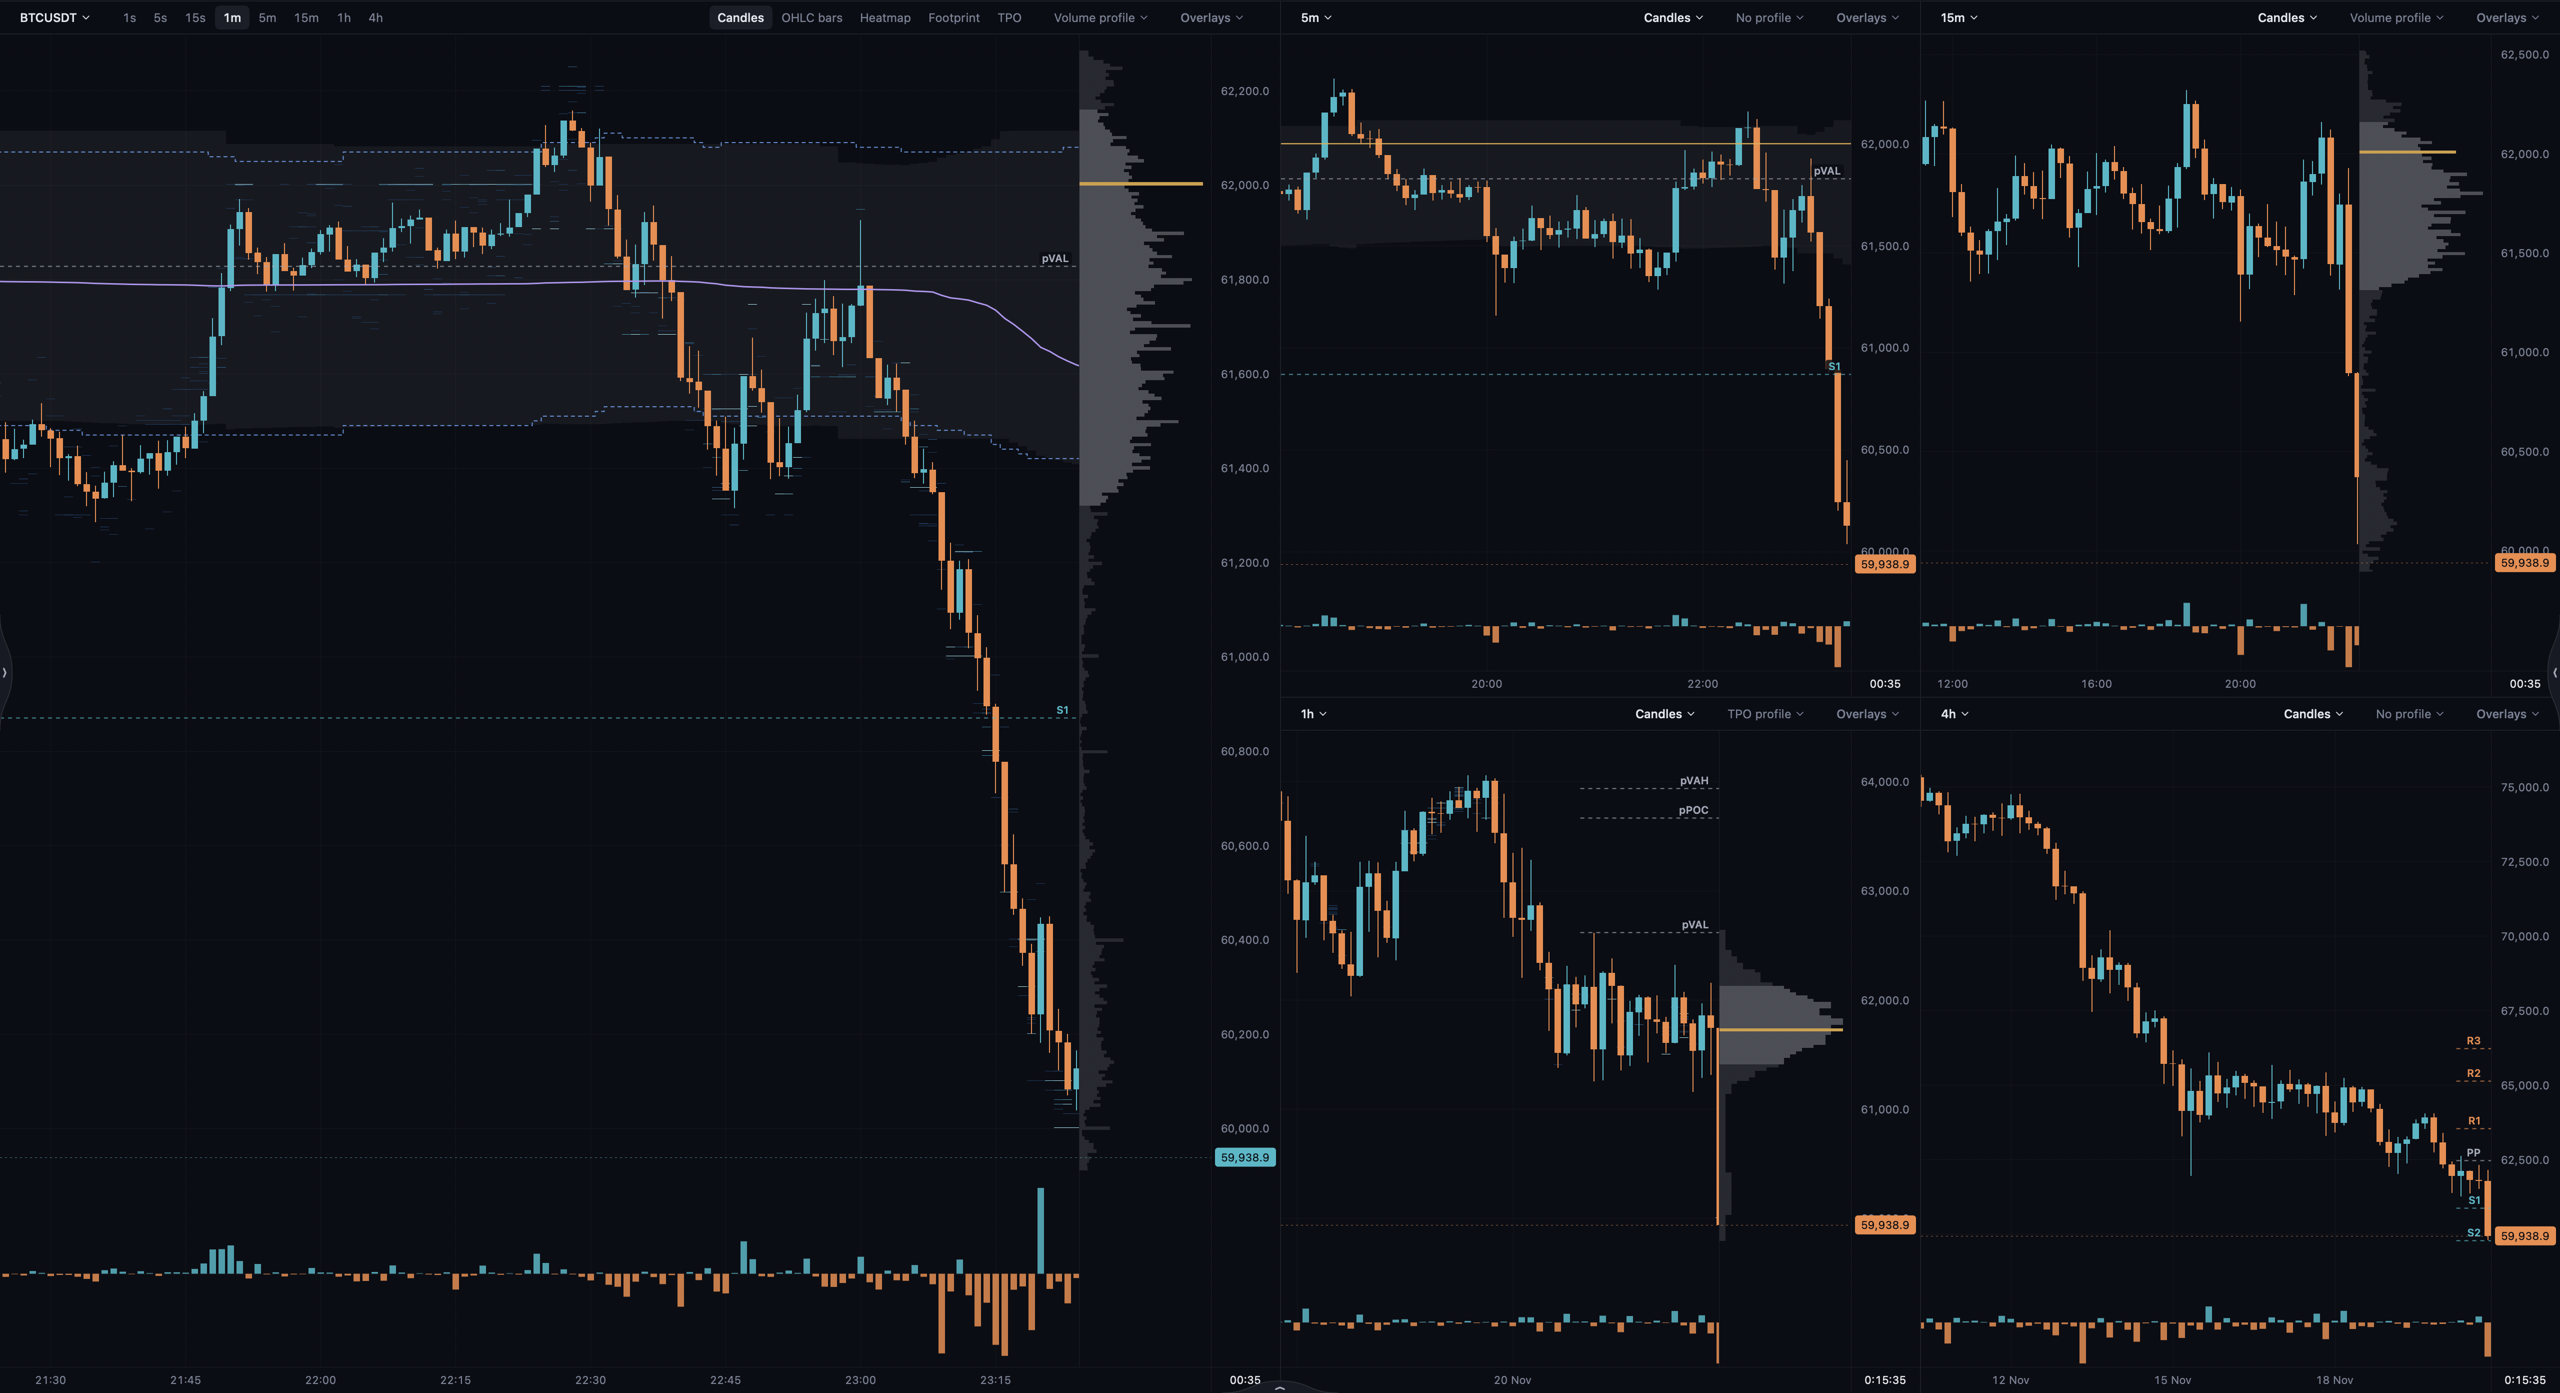 BTCUSDT 1s 5s 15s 1m 5m 15m 1h 4h Candles OHLC bars Heatmap Footprint TPO Volume profile Overlays
62,200.0
62,000.0
pVAL
61,800.0
61,600.0
61,400.0
61,200.0
61,000.0
S1
60,800.0
60,600.0
60,400.0
60,200.0
60,000.0
59,938.9
21:30 21:45 22:00 22:15 22:30 22:45 23:00 23:15 00:35
5m Candles No profile Overlays
62,000.0
pVAL
61,500.0
61,000.0
S1
60,500.0
60,000.0
59,938.9
20:00 22:00 00:35
15m Candles Volume profile Overlays
62,500.0
62,000.0
61,500.0
61,000.0
60,500.0
60,000.0
59,938.9
12:00 16:00 20:00 00:35
1h Candles TPO profile Overlays
pVAH
64,000.0
pPOC
63,000.0
pVAL
62,000.0
61,000.0
59,938.9
20 Nov 0:15:35
4h Candles No profile Overlays
75,000.0
72,500.0
70,000.0
67,500.0
R3
R2
65,000.0
R1
PP
62,500.0
S1
S2
59,938.9
12 Nov 15 Nov 18 Nov 0:15:35